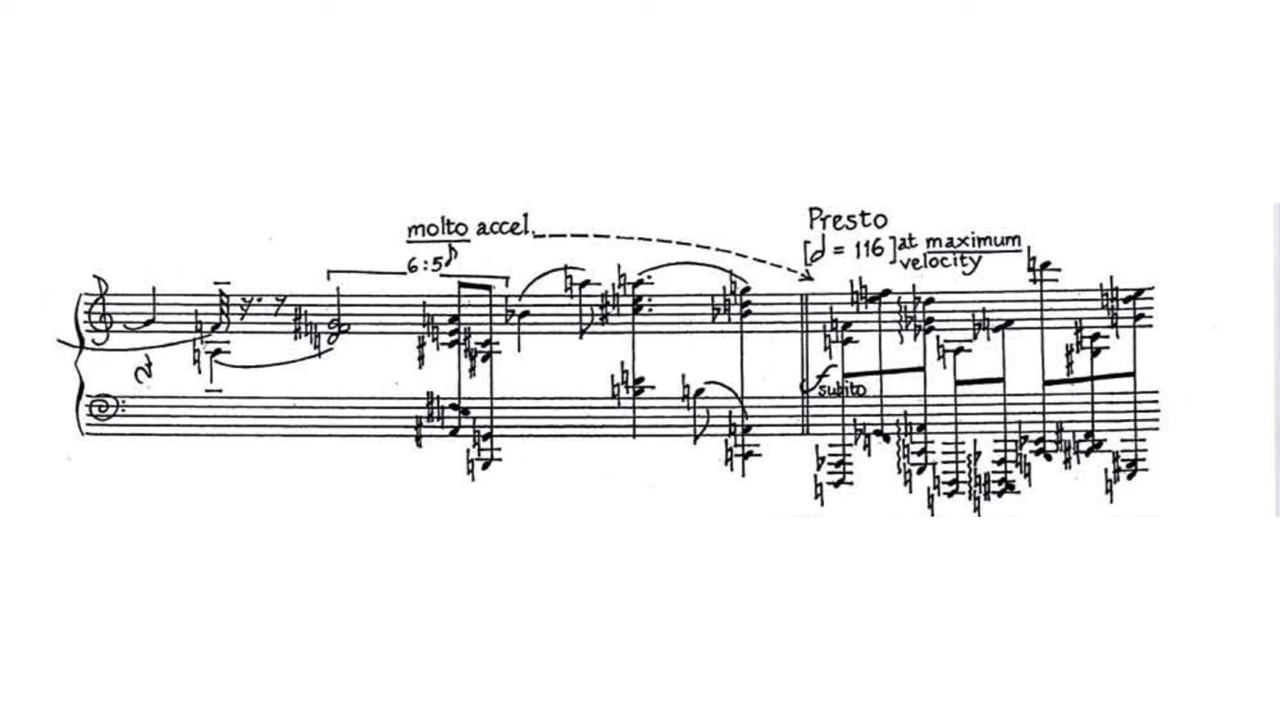 molto accel.
6:5♪
Presto
[𝅗𝅥 = 116] at maximum
velocity
f
subito